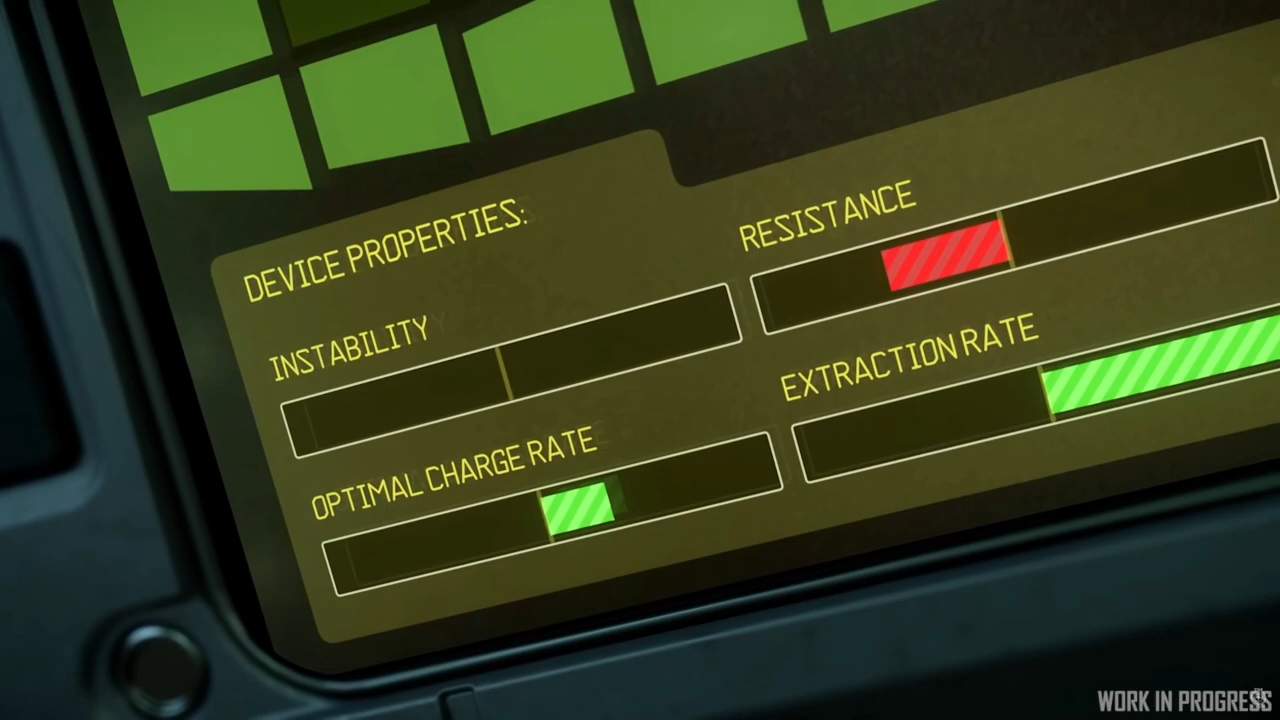 DEVICE PROPERTIES:
INSTABILITY
RESISTANCE
OPTIMAL CHARGE RATE
EXTRACTION RATE
WORK IN PROGRESS